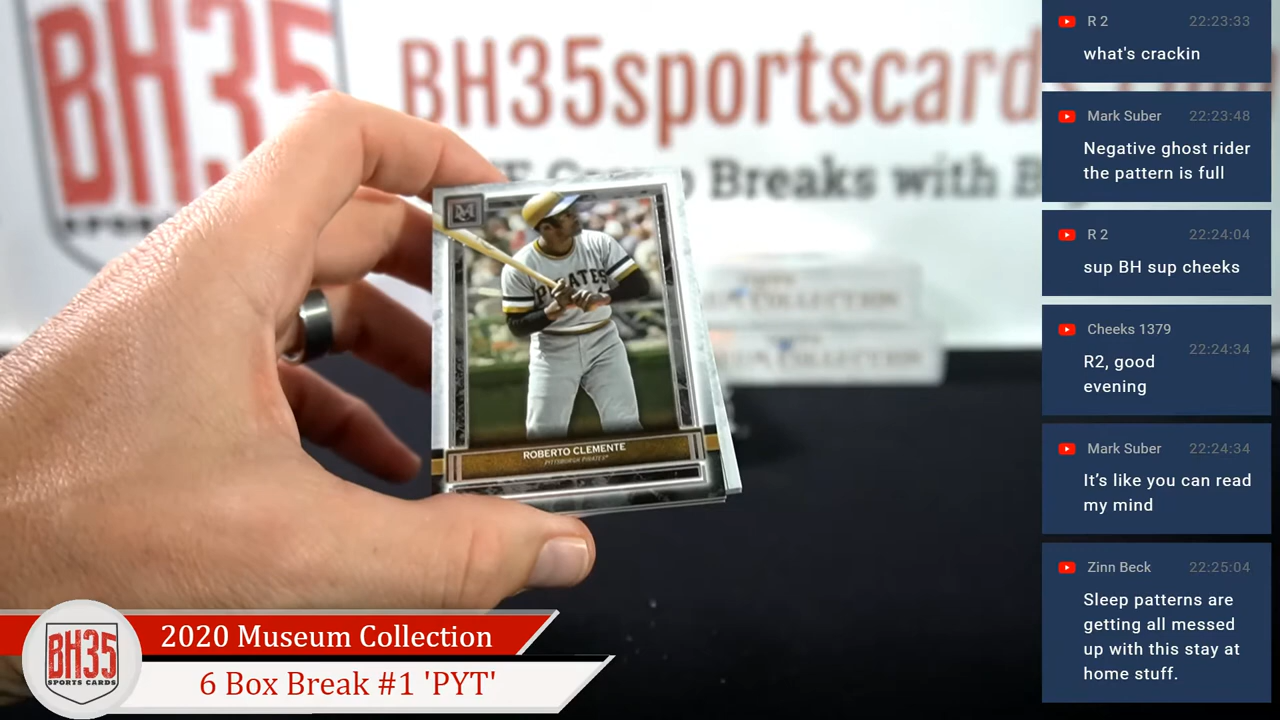 BH35
SPORTS
BH35sportscard
Breaks with B
COLLECTION
COLLECTION
M
PIRATES
ROBERTO CLEMENTE
PITTSBURGH PIRATES
BH35
SPORTS CARDS
2020 Museum Collection
6 Box Break #1 'PYT'
R 2 22:23:33
what's crackin
Mark Suber 22:23:48
Negative ghost rider
the pattern is full
R 2 22:24:04
sup BH sup cheeks
Cheeks 1379
22:24:34
R2, good
evening
Mark Suber 22:24:34
It’s like you can read
my mind
Zinn Beck 22:25:04
Sleep patterns are
getting all messed
up with this stay at
home stuff.